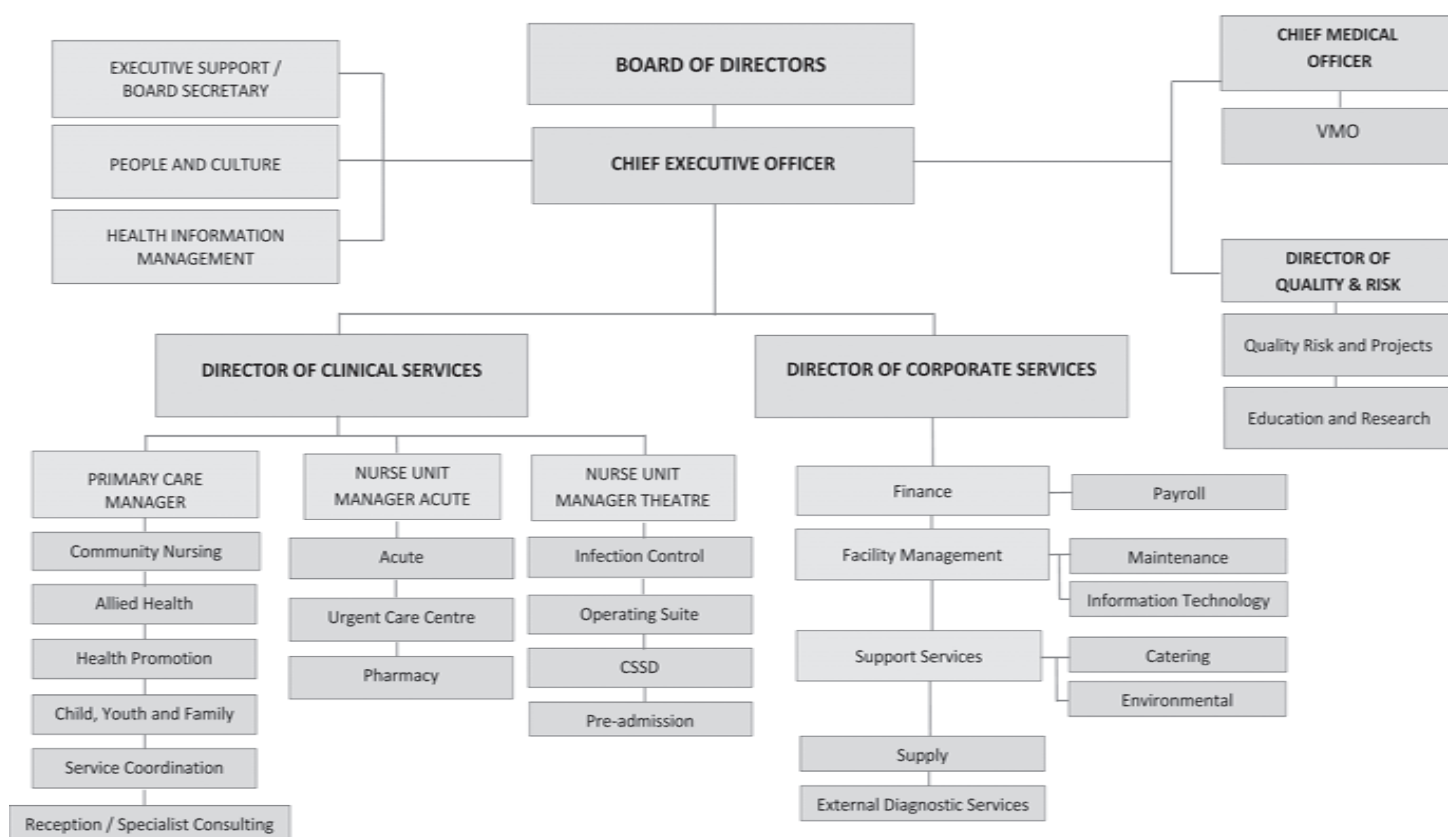 EXECUTIVE SUPPORT /
BOARD SECRETARY
PEOPLE AND CULTURE
HEALTH INFORMATION
MANAGEMENT
BOARD OF DIRECTORS
CHIEF EXECUTIVE OFFICER
CHIEF MEDICAL
OFFICER
VMO
DIRECTOR OF
QUALITY & RISK
Quality Risk and Projects
Education and Research
DIRECTOR OF CLINICAL SERVICES
DIRECTOR OF CORPORATE SERVICES
PRIMARY CARE
MANAGER
Community Nursing
Allied Health
Health Promotion
Child, Youth and Family
Service Coordination
Reception / Specialist Consulting
NURSE UNIT
MANAGER ACUTE
Acute
Urgent Care Centre
Pharmacy
NURSE UNIT
MANAGER THEATRE
Infection Control
Operating Suite
CSSD
Pre-admission
Finance
Payroll
Facility Management
Maintenance
Information Technology
Support Services
Catering
Environmental
Supply
External Diagnostic Services